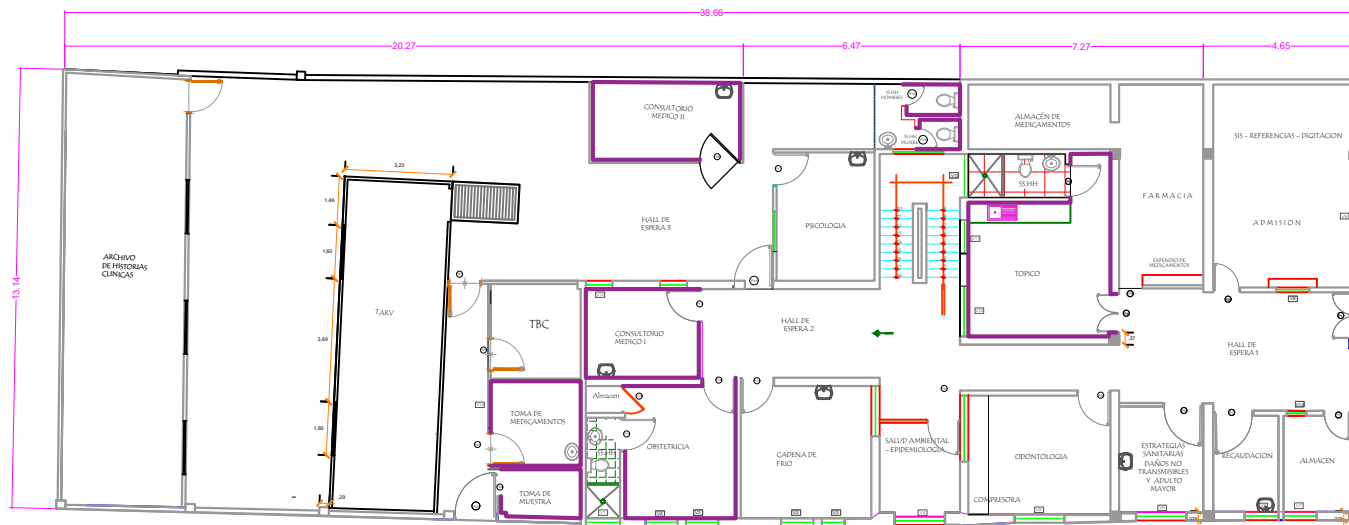 38.66
20.27
6.47
7.27
4.65
13.14
CONSULTORIO
MEDICO II
SS.HH
HOMBRES
SS.HH
MUJERES
ALMACÉN DE
MEDICAMENTOS
SIS - REFERENCIAS - DIGITACION
3,23
1,48
1,60
3,69
1,60
,29
SS.HH
FARMACIA
ADMISION
HALL DE
ESPERA 3
PSICOLOGIA
ARCHIVO
DE HISTORIAS
CLINICAS
TARV
TOPICO
EXPENDIO DE
MEDICAMENTOS
TBC
CONSULTORIO
MEDICO I
HALL DE
ESPERA 2
,37
HALL DE
ESPERA 1
Almacen
TOMA DE
MEDICAMENTOS
OBSTETRICIA
SS.HH
CADENA DE
FRIO
SALUD AMBIENTAL
- EPIDEMIOLOGIA
ODONTOLOGIA
COMPRESORA
ESTRATEGIAS
SANITARIAS
DAÑOS NO
TRANSMISIBLES
Y ADULTO
MAYOR
RECAUDACION
ALMACEN
TOMA DE
MUESTRA